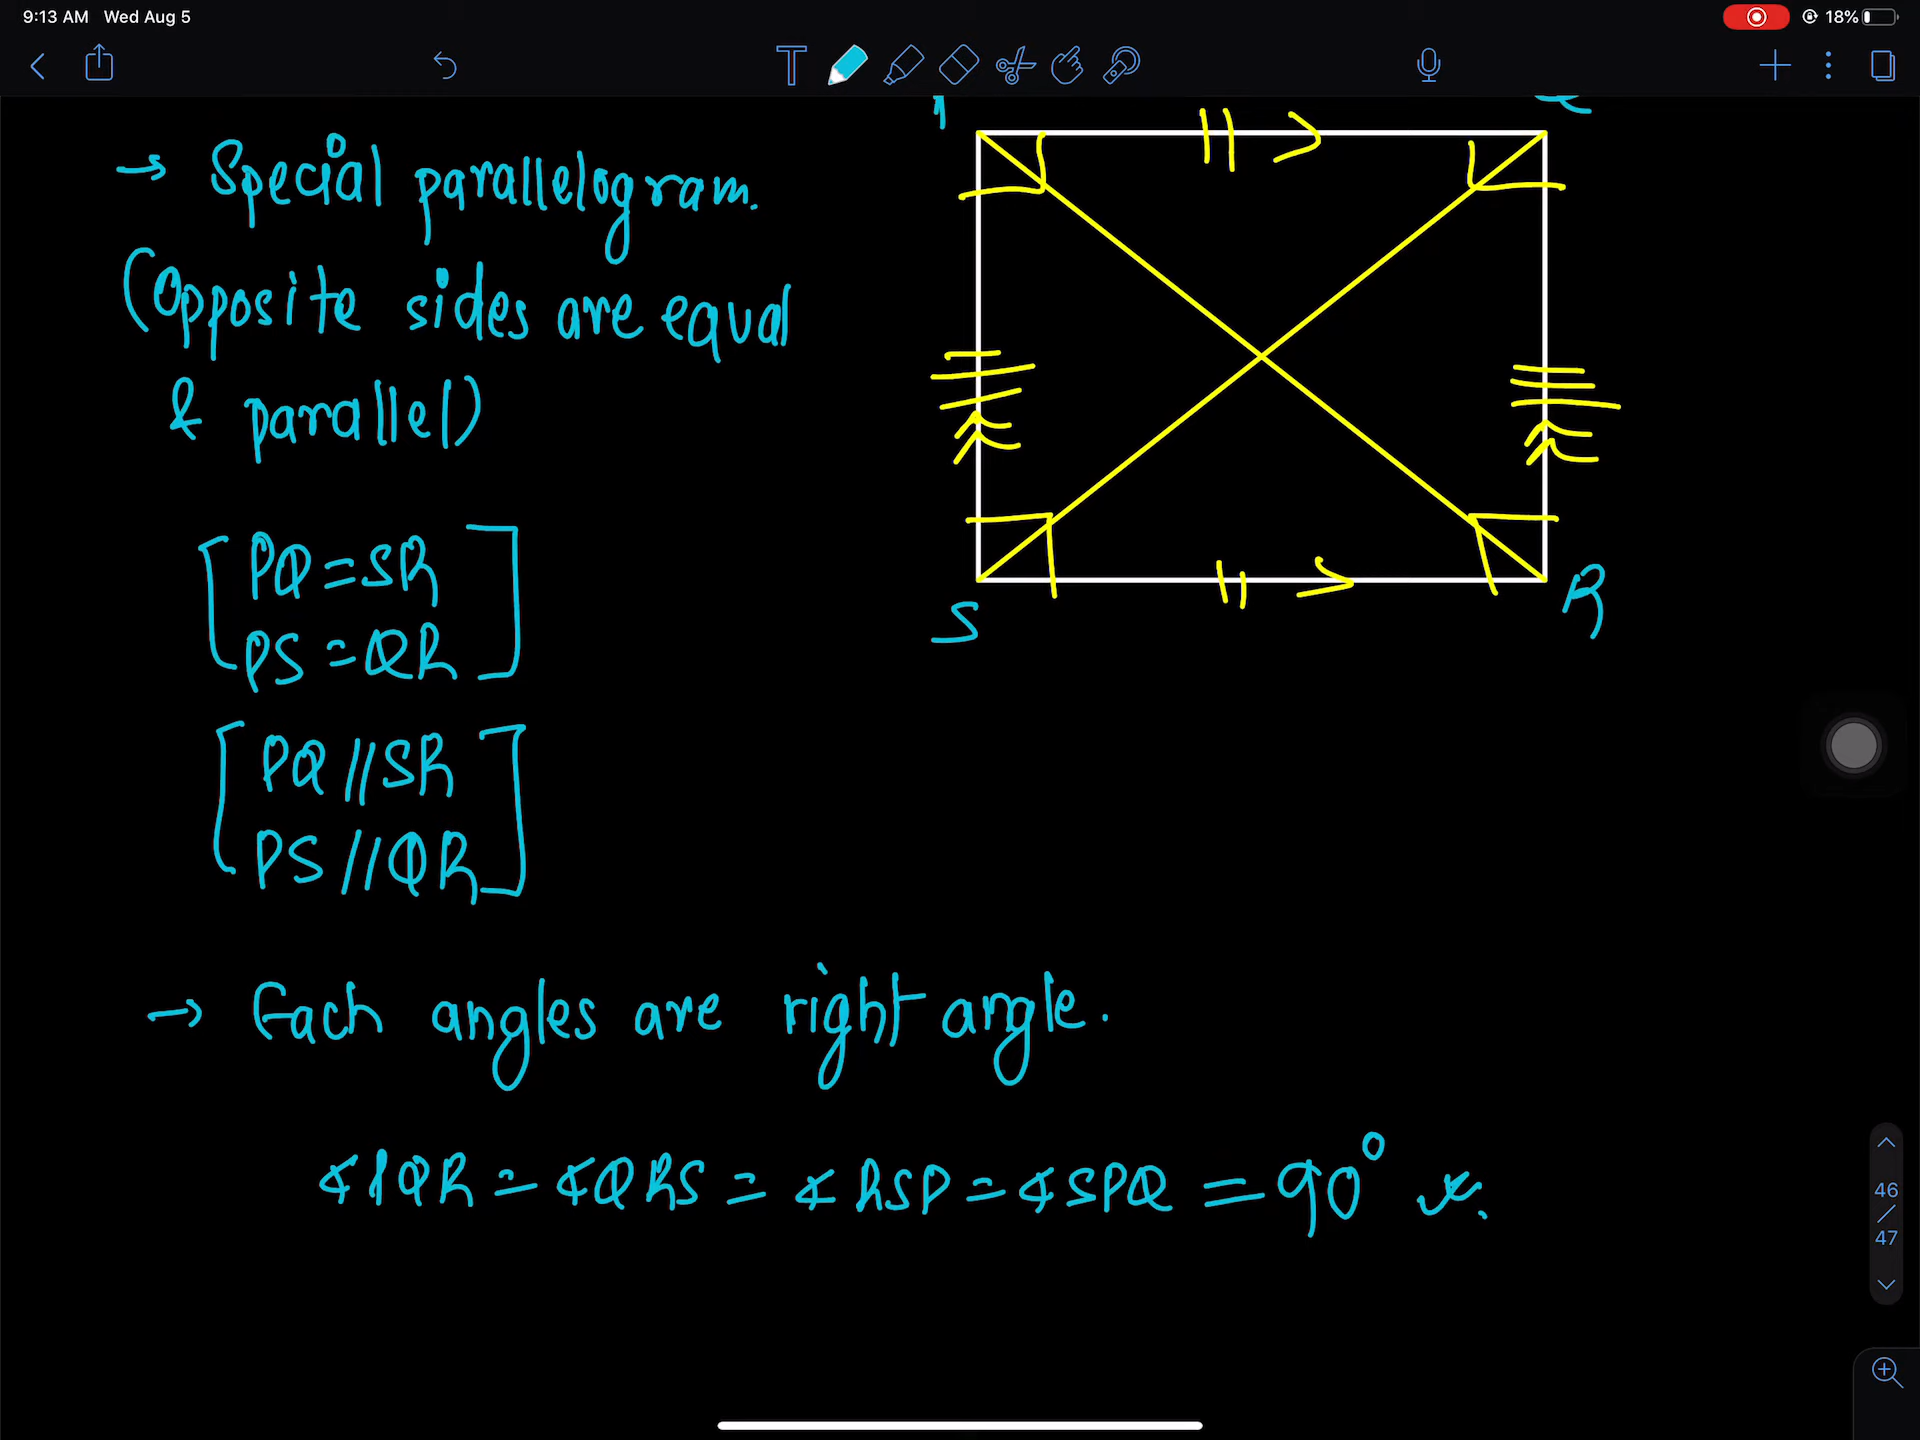 9:13 AM Wed Aug 5
18%
→ Special parallelogram.
(Opposite sides are equal
& parallel)
[PQ = SR
PS = QR]
[PQ // SR
PS // QR]
S
R
→ Each angles are right angle.
∢PQR = ∢QRS = ∢RSP = ∢SPQ = 90°
46
/
47